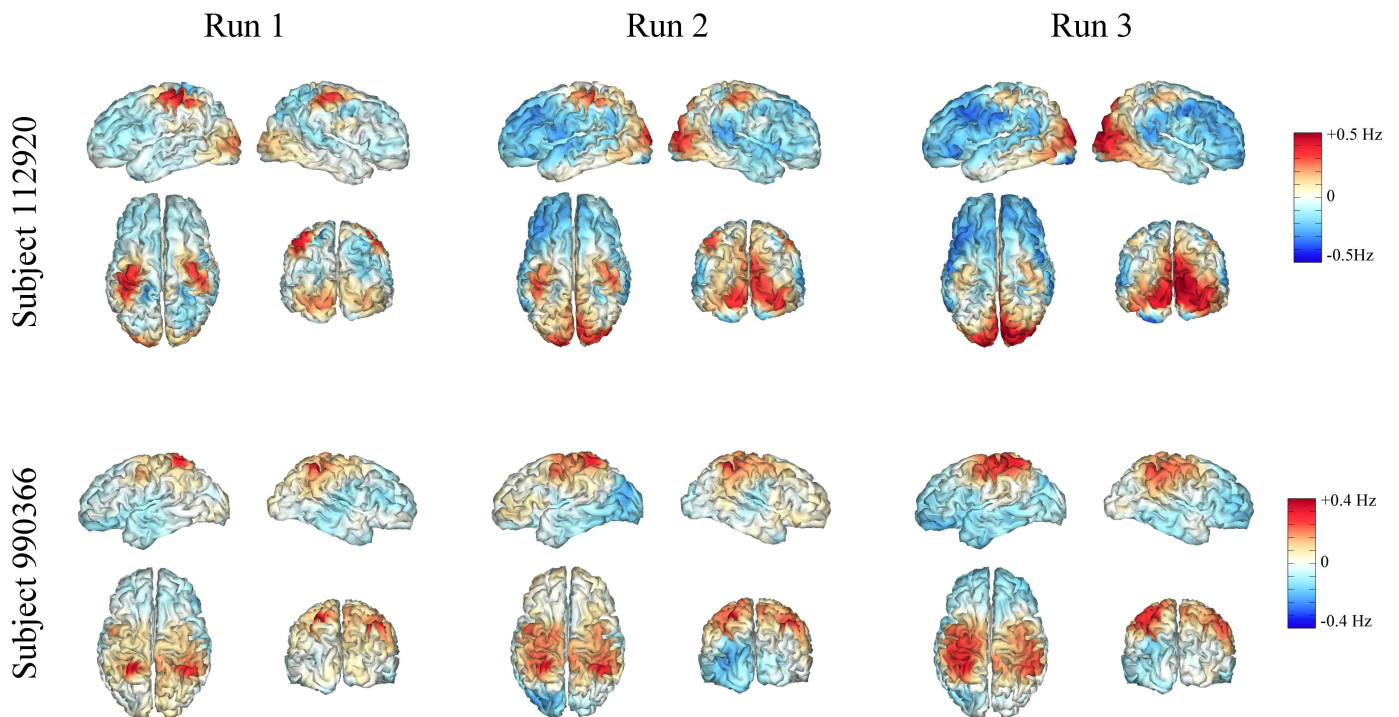 Run 1
Run 2
Run 3
Subject 112920
+0.5 Hz
0
-0.5Hz
Subject 990366
+0.4 Hz
0
-0.4 Hz